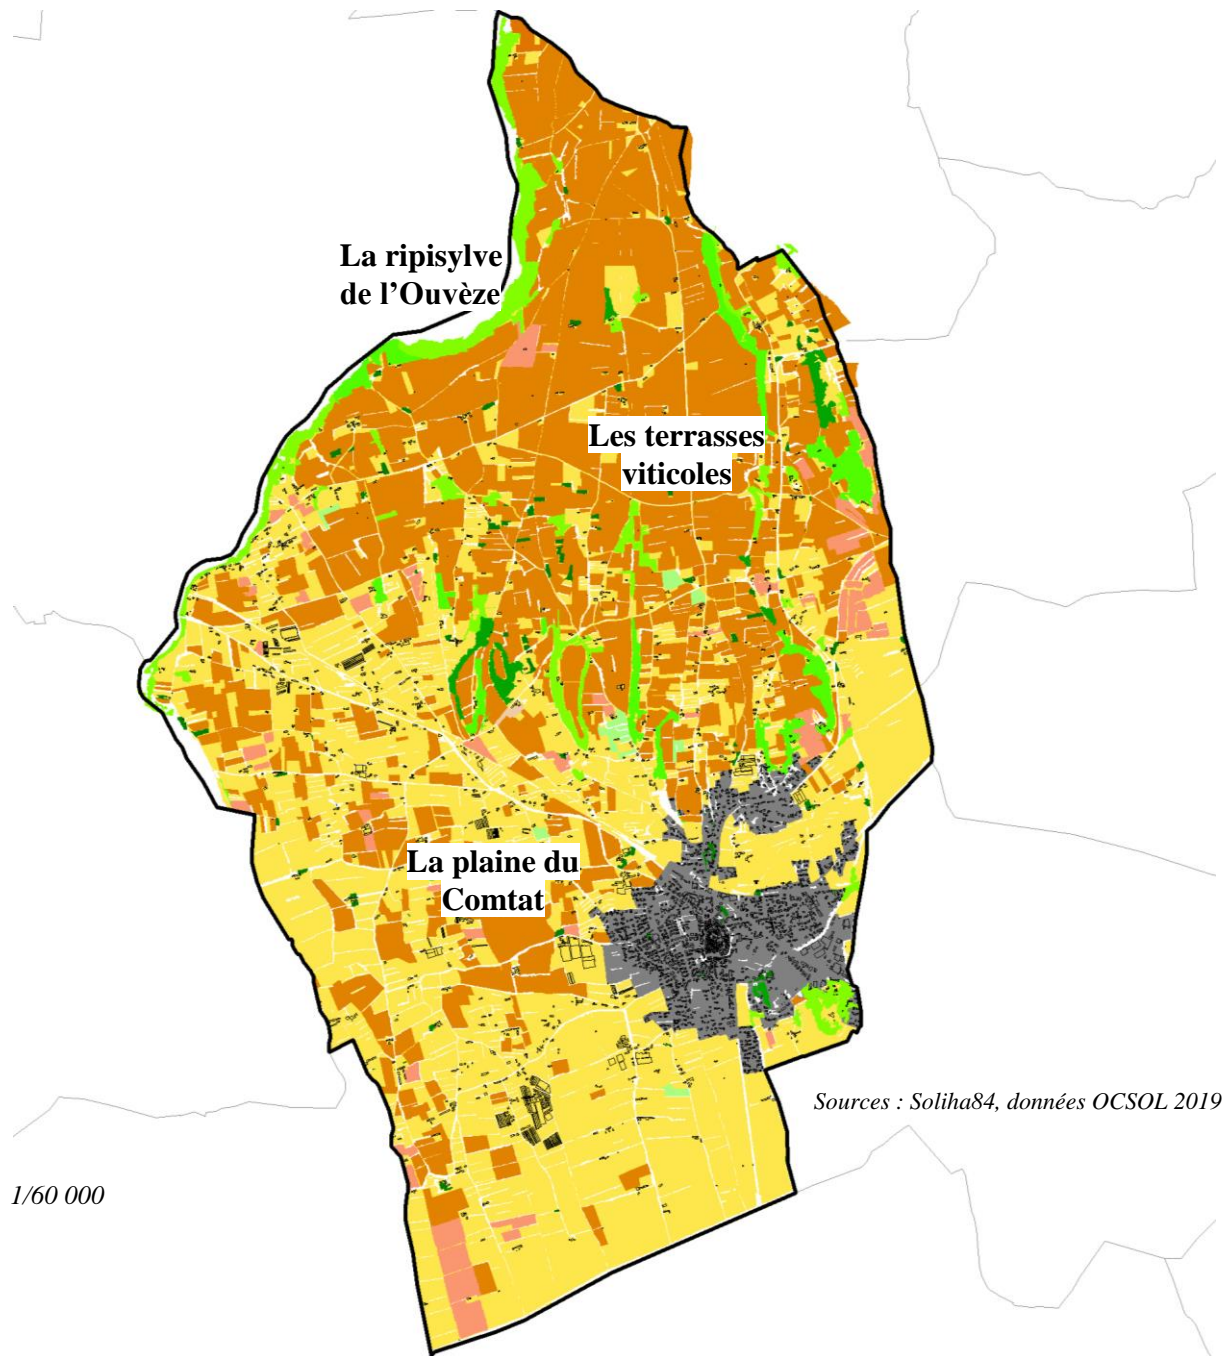 La ripisylve
de l’Ouvèze
Les terrasses
viticoles
La plaine du
Comtat
Sources : Soliha84, données OCSOL 2019
1/60 000